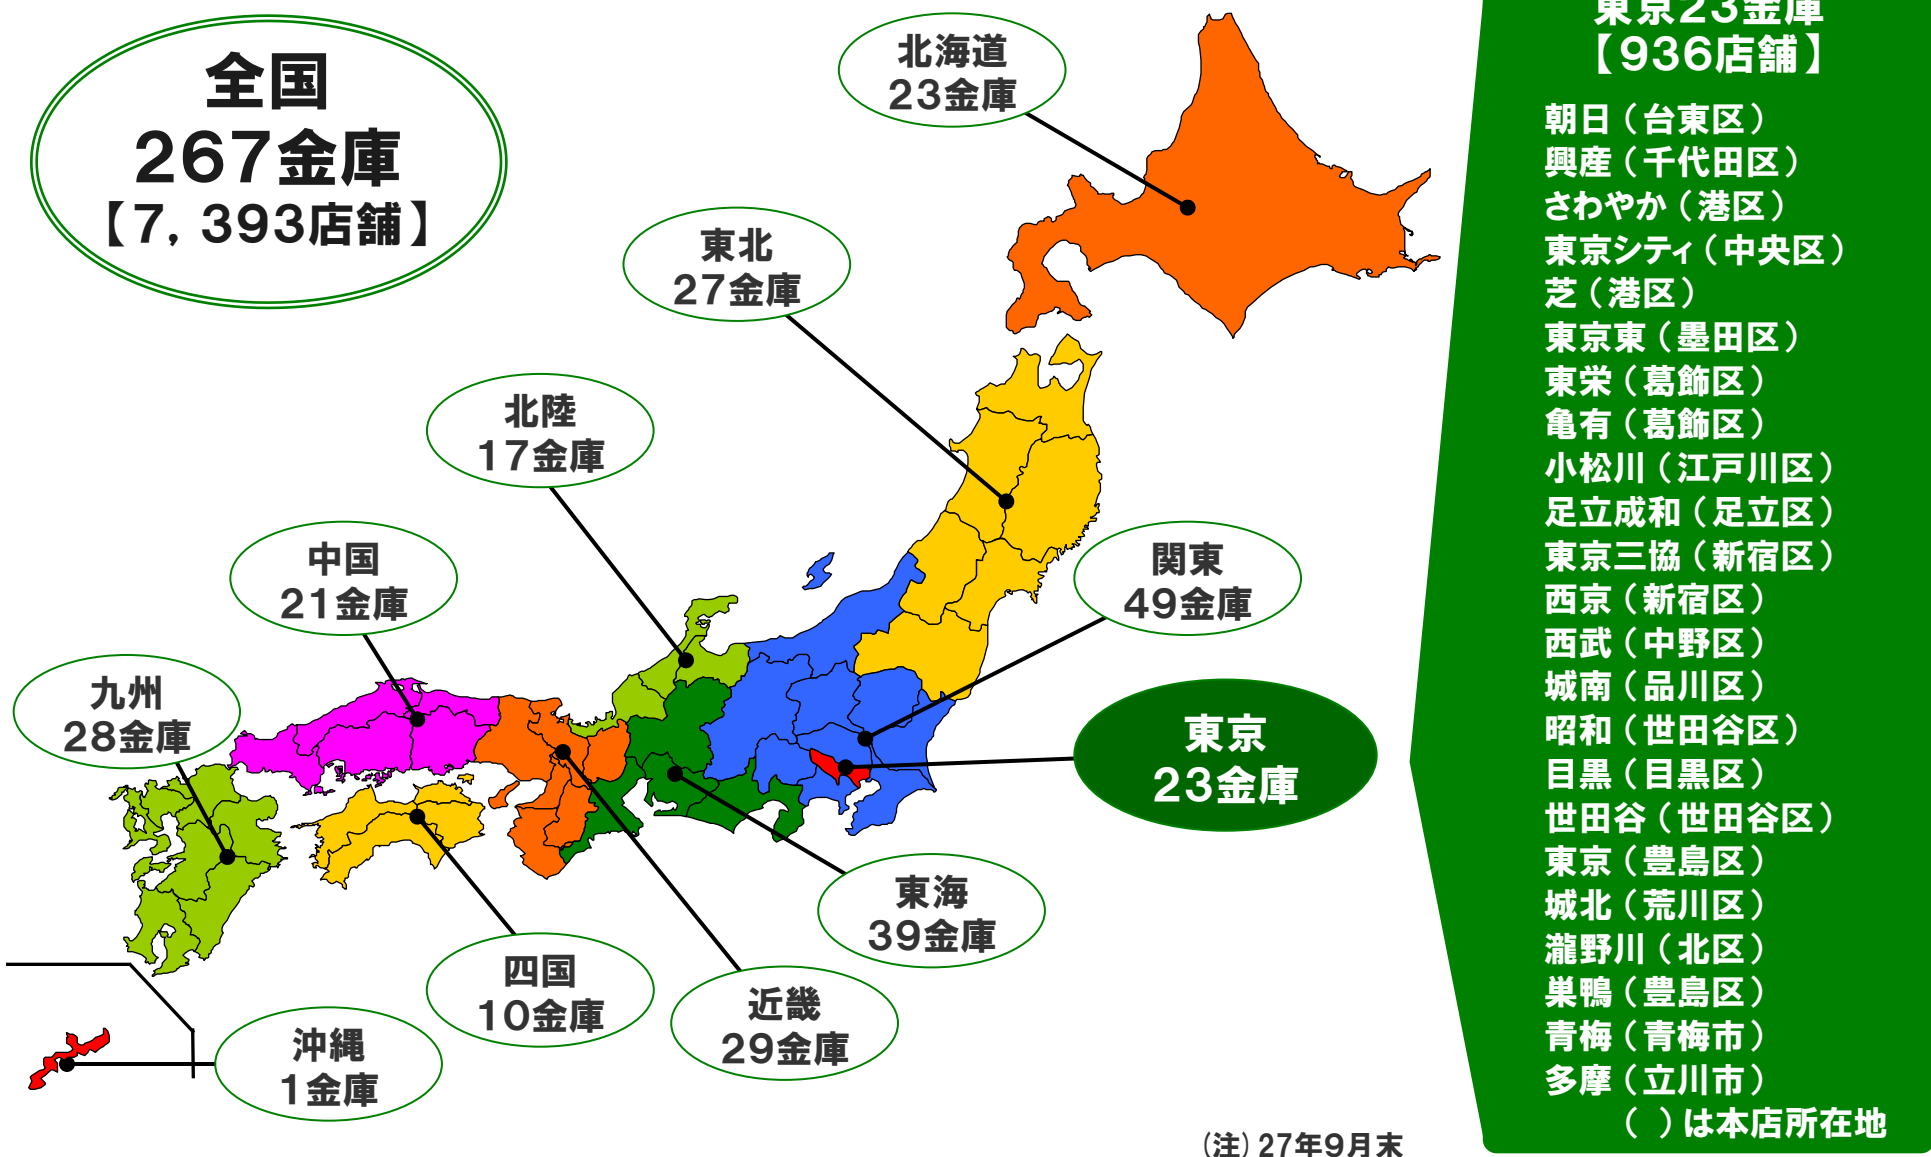 全国
267金庫
【7，393店舗】
北海道
23金庫
東北
27金庫
北陸
17金庫
中国
21金庫
九州
28金庫
関東
49金庫
東京
23金庫
東海
39金庫
四国
10金庫
近畿
29金庫
沖縄
1金庫
(注) 27年9月末
東京23金庫
【936店舗】
朝日（台東区）
興産（千代田区）
さわやか（港区）
東京シティ（中央区）
芝（港区）
東京東（墨田区）
東栄（葛飾区）
亀有（葛飾区）
小松川（江戸川区）
足立成和（足立区）
東京三協（新宿区）
西京（新宿区）
西武（中野区）
城南（品川区）
昭和（世田谷区）
目黒（目黒区）
世田谷（世田谷区）
東京（豊島区）
城北（荒川区）
瀧野川（北区）
巣鴨（豊島区）
青梅（青梅市）
多摩（立川市）
（ ）は本店所在地